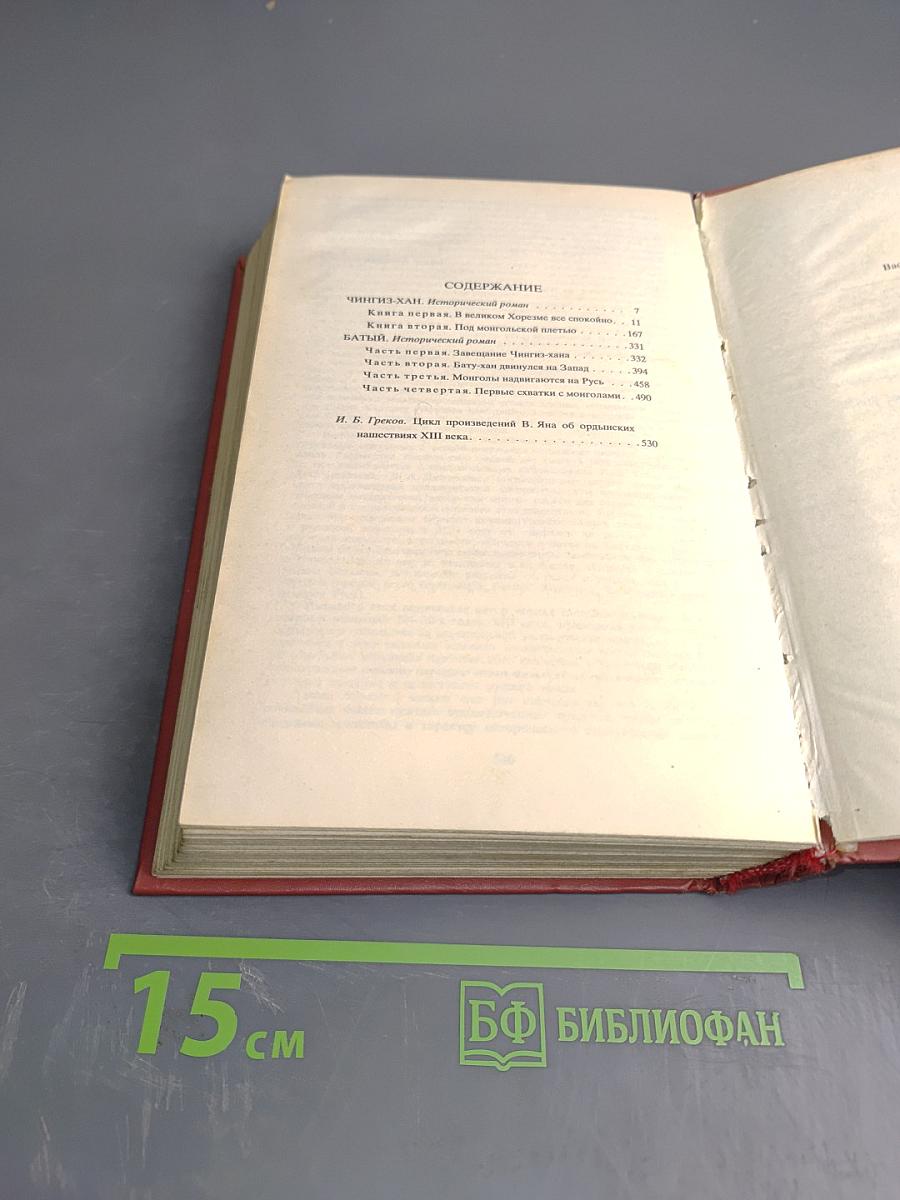 СОДЕРЖАНИЕ
ЧИНГИЗ-ХАН. Исторический роман . . . . . . . . . . . 7
Книга первая. В великом Хорезме все спокойно. . 11
Книга вторая. Под монгольской плетью . . . . . . 167
БАТЫЙ. Исторический роман . . . . . . . . . . . . . . . 331
Часть первая. Завещание Чингиз-хана . . . . . . . 332
Часть вторая. Бату-хан двинулся на Запад . . . . . 394
Часть третья. Монголы надвигаются на Русь . . . 458
Часть четвертая. Первые схватки с монголами. . 490
И. Б. Греков. Цикл произведений В. Яна об ордынских
нашествиях XIII века. . . . . . . . . . . . . . . . . . . 530
15 см
БФ БИБЛИОФАН